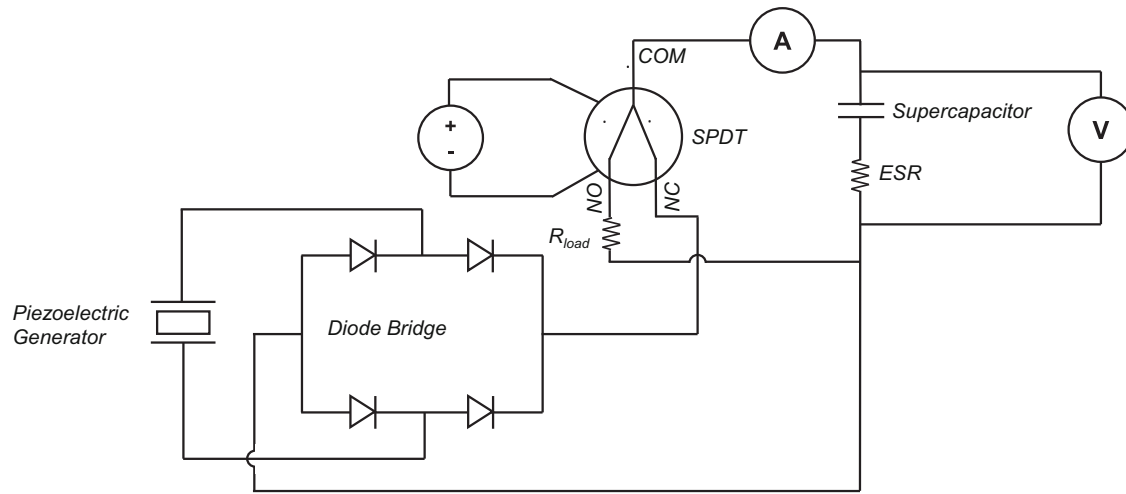 COM
A
+
-
SPDT
Supercapacitor
V
ESR
NO
NC
Rload
Piezoelectric
Generator
Diode Bridge